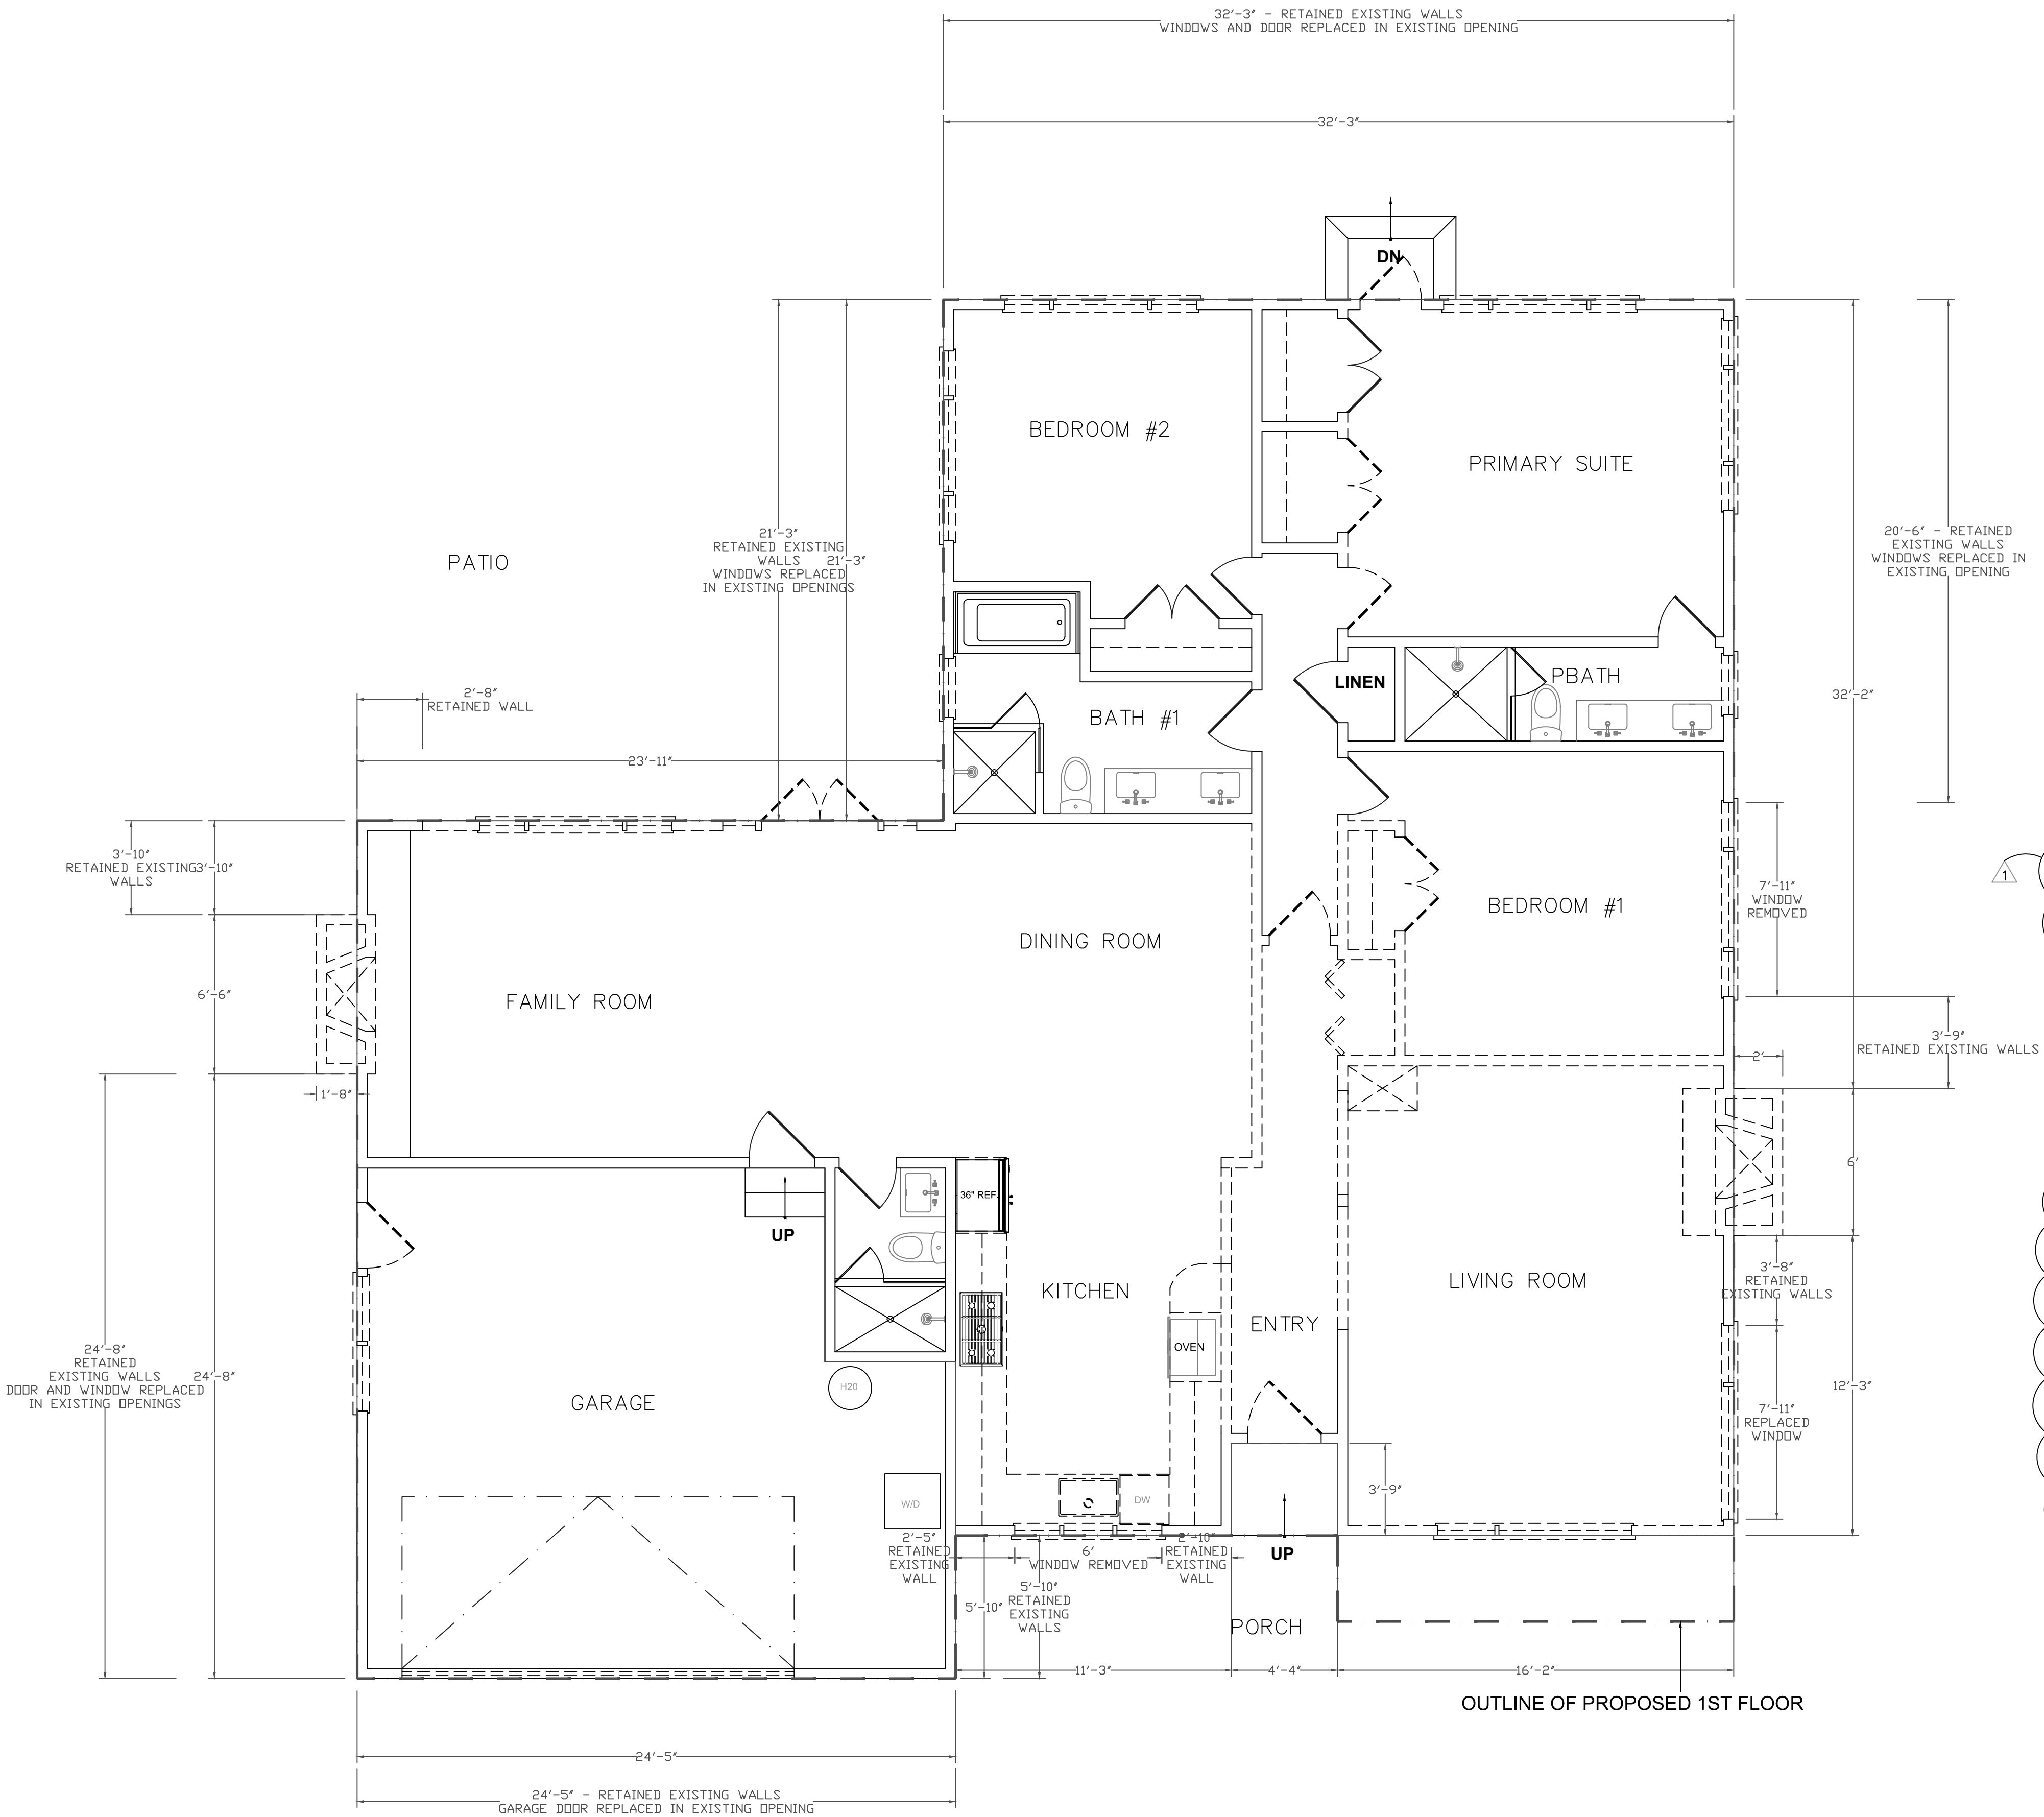 32'-3" - RETAINED EXISTING WALLS
WINDOWS AND DOOR REPLACED IN EXISTING OPENING
32'-3"
DN
BEDROOM #2
PRIMARY SUITE
21'-3"
RETAINED EXISTING
WALLS
WINDOWS REPLACED
IN EXISTING OPENINGS
21'-3"
PATIO
20'-6" - RETAINED
EXISTING WALLS
WINDOWS REPLACED IN
EXISTING OPENING
2'-8"
RETAINED WALL
LINEN
PBATH
32'-2"
BATH #1
23'-11"
3'-10"
RETAINED EXISTING
WALLS
3'-10"
1
7'-11"
WINDOW
REMOVED
BEDROOM #1
DINING ROOM
FAMILY ROOM
6'-6"
3'-9"
RETAINED EXISTING WALLS
2'
1'-8"
6'
36" REF.
UP
3'-8"
RETAINED
EXISTING WALLS
LIVING ROOM
KITCHEN
ENTRY
OVEN
24'-8"
RETAINED
EXISTING WALLS
DOOR AND WINDOW REPLACED
IN EXISTING OPENINGS
24'-8"
H20
GARAGE
12'-3"
7'-11"
REPLACED
WINDOW
3'-9"
W/D
DW
2'-5"
RETAINED
EXISTING
WALL
6'
WINDOW REMOVED
2'-10"
RETAINED
EXISTING
WALL
UP
5'-10"
5'-10"
RETAINED
EXISTING
WALLS
PORCH
11'-3"
4'-4"
16'-2"
OUTLINE OF PROPOSED 1ST FLOOR
24'-5"
24'-5" - RETAINED EXISTING WALLS
GARAGE DOOR REPLACED IN EXISTING OPENING